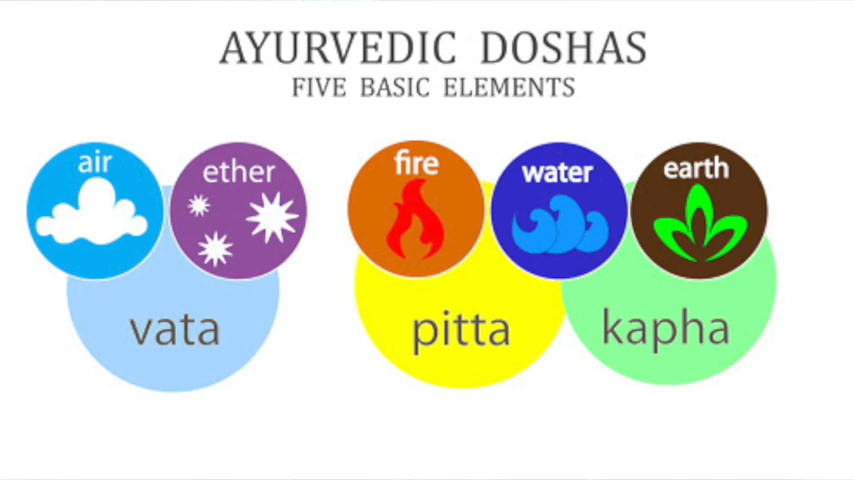 AYURVEDIC DOSHAS
FIVE BASIC ELEMENTS
air
ether
fire
water
earth
vata
pitta
kapha